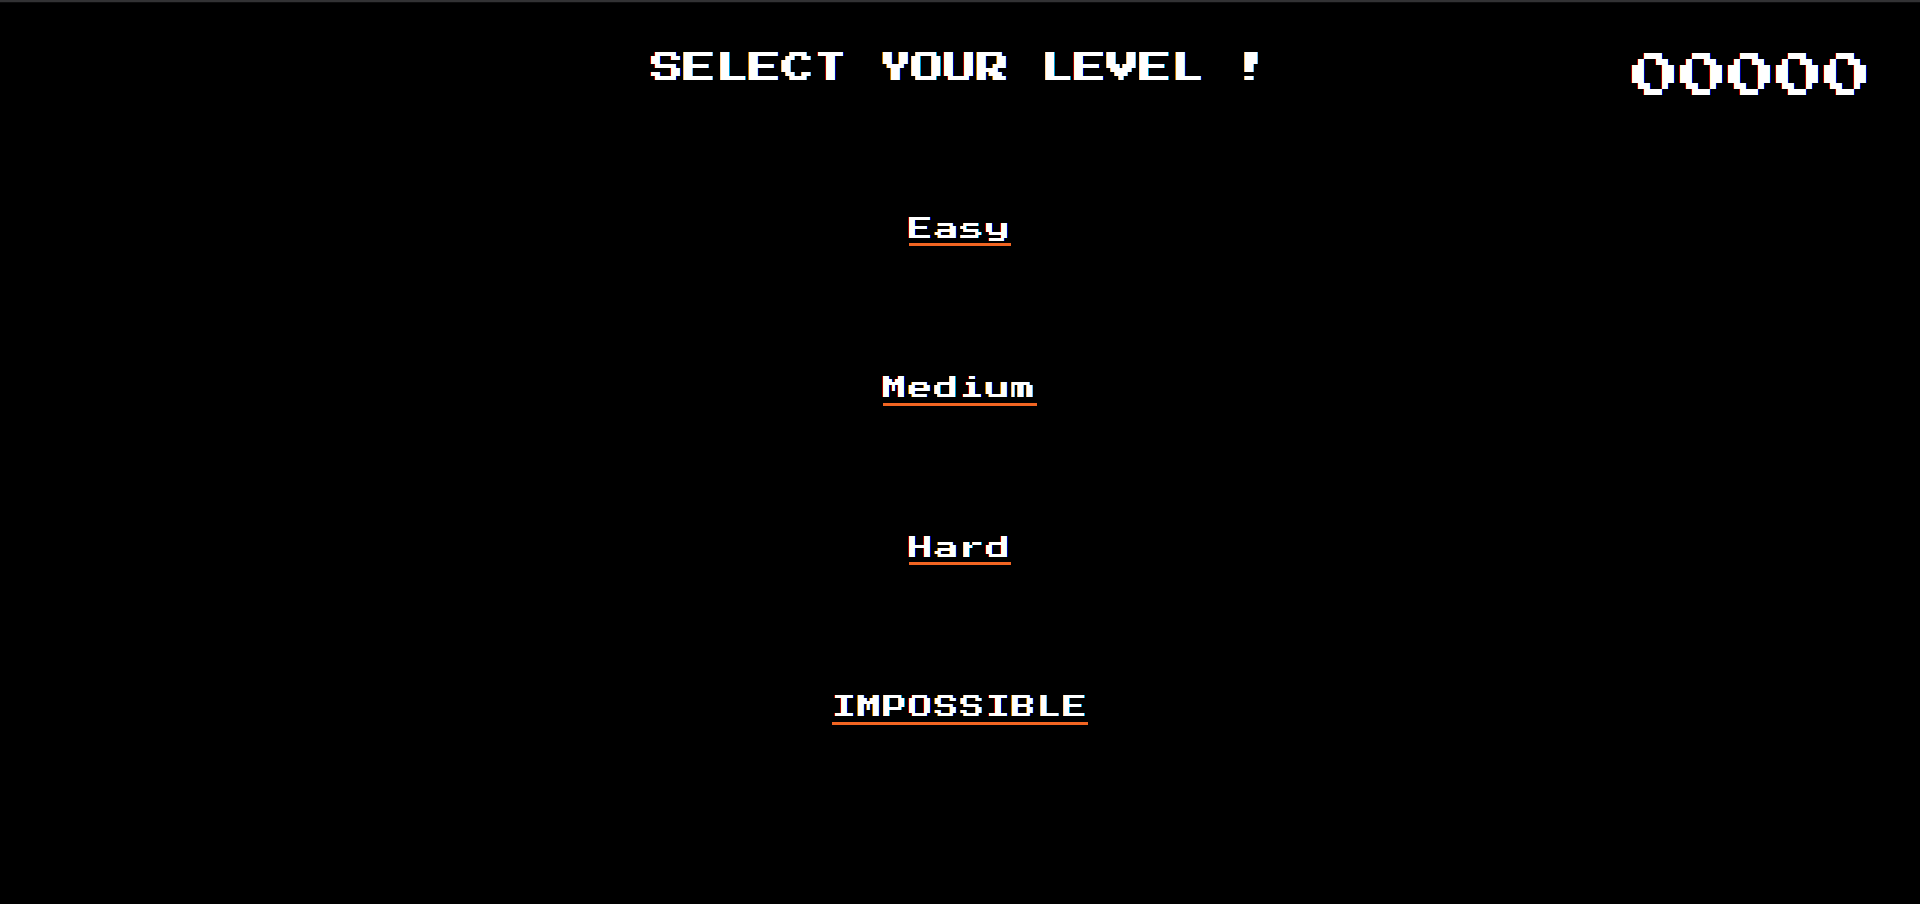 SELECT YOUR LEVEL !
00000
Easy
Medium
Hard
IMPOSSIBLE